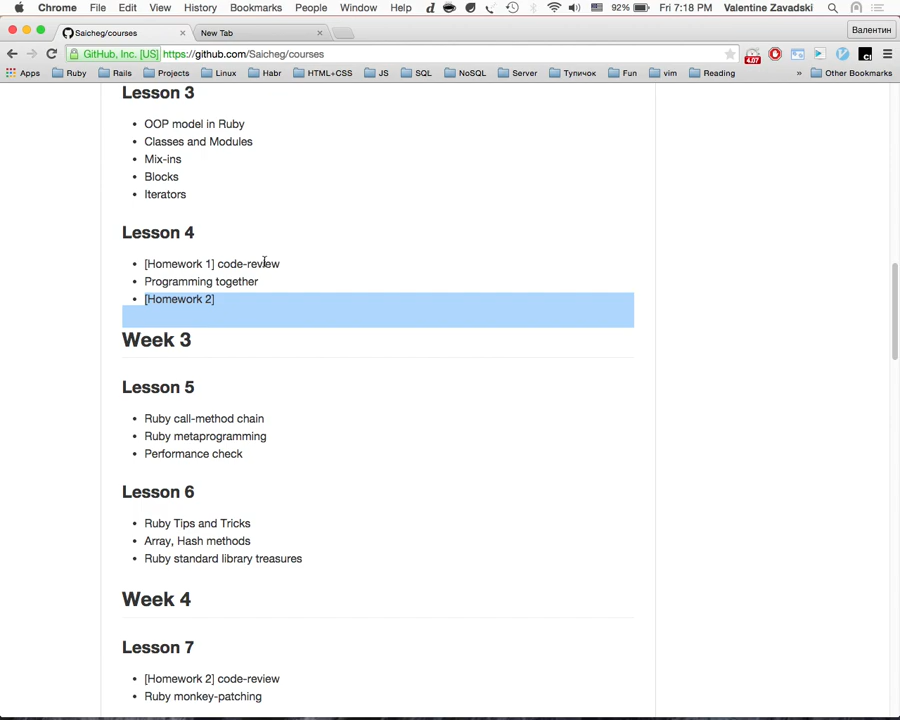 Chrome File Edit View History Bookmarks People Window Help 92% Fri 7:18 PM Valentine Zavadski
Saicheg/courses New Tab Валентин
GitHub, Inc. [US] https://github.com/Saicheg/courses 4.07
Apps Ruby Rails Projects Linux Habr HTML+CSS JS SQL NoSQL Server Тупичок Fun vim Reading » Other Bookmarks
Lesson 3
OOP model in Ruby
Classes and Modules
Mix-ins
Blocks
Iterators
Lesson 4
[Homework 1] code-review
Programming together
[Homework 2]
Week 3
Lesson 5
Ruby call-method chain
Ruby metaprogramming
Performance check
Lesson 6
Ruby Tips and Tricks
Array, Hash methods
Ruby standard library treasures
Week 4
Lesson 7
[Homework 2] code-review
Ruby monkey-patching